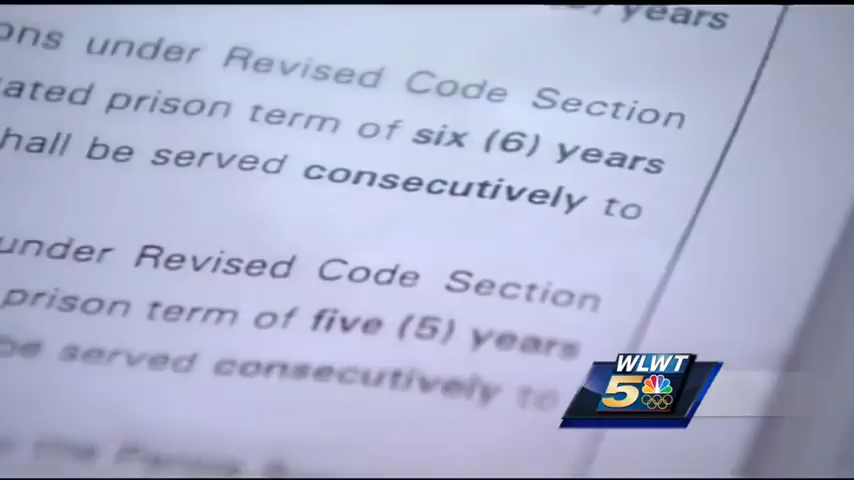 years
ons under Revised Code Section
ated prison term of six (6) years
hall be served consecutively to
under Revised Code Section
prison term of five (5) years
be served consecutively to
WLWT
5